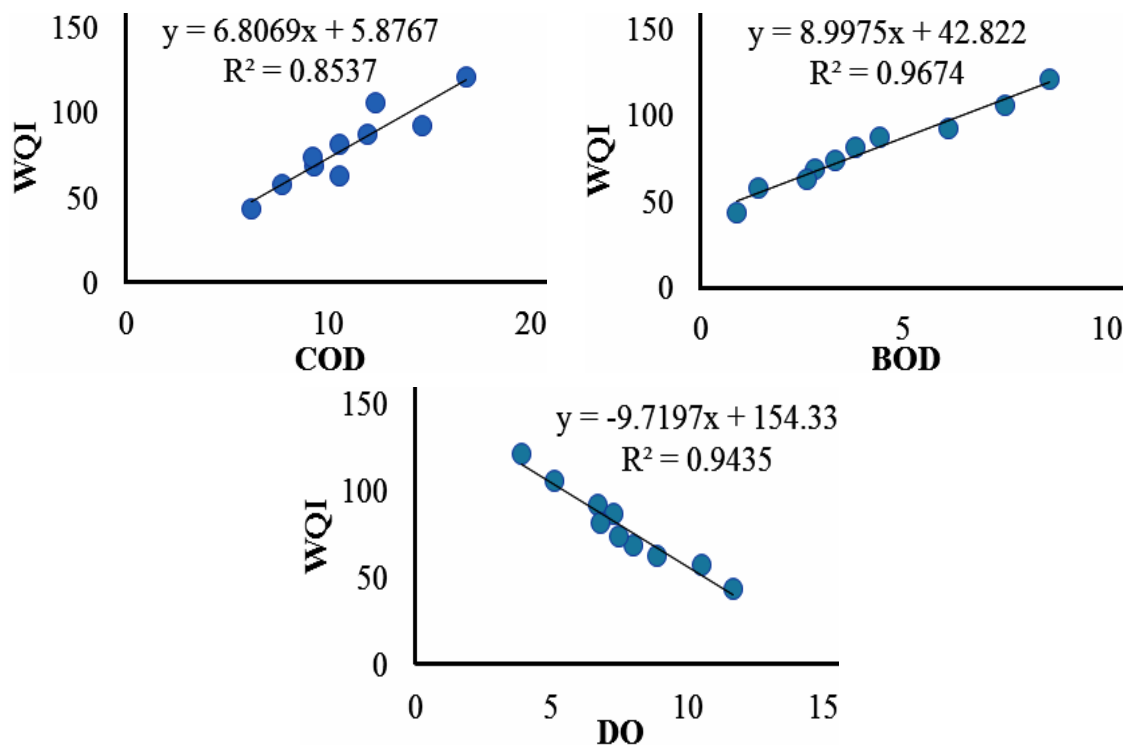 150
y = 6.8069x + 5.8767
R² = 0.8537
100
WQI
50
0
0 10 20
COD
150
y = 8.9975x + 42.822
R² = 0.9674
100
WQI
50
0
0 5 10
BOD
150
y = -9.7197x + 154.33
R² = 0.9435
100
WQI
50
0
0 5 10 15
DO